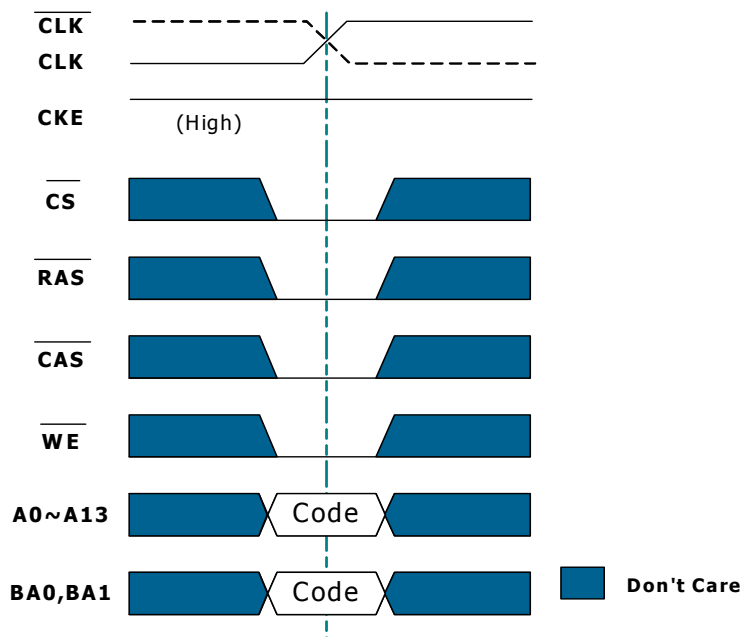 CLK
CLK
CKE
(High)
CS
RAS
CAS
WE
A0~A13
Code
BA0,BA1
Code
Don't Care